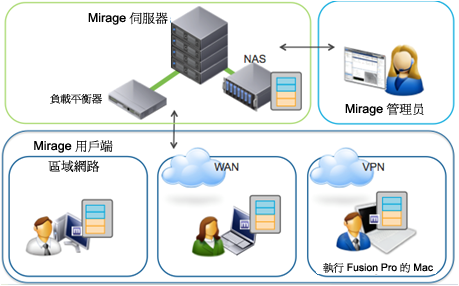 Mirage 伺服器
NAS
負載平衡器
Mirage 管理员
Mirage 用戶端
區域網路
WAN
VPN
m
m
m
執行 Fusion Pro 的 Mac